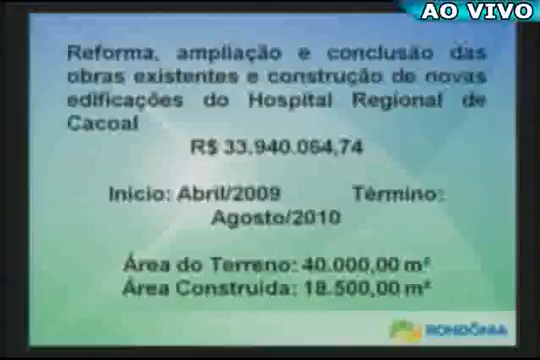 AO VIVO
Reforma, ampliação e conclusão das
obras existentes e construção de novas
edificações do Hospital Regional de
Cacoal
R$ 33.940.064,74
Início: Abril/2009 Término:
Agosto/2010
Área do Terreno: 40.000,00 m²
Área Construída: 18.500,00 m²
RONDÔNIA